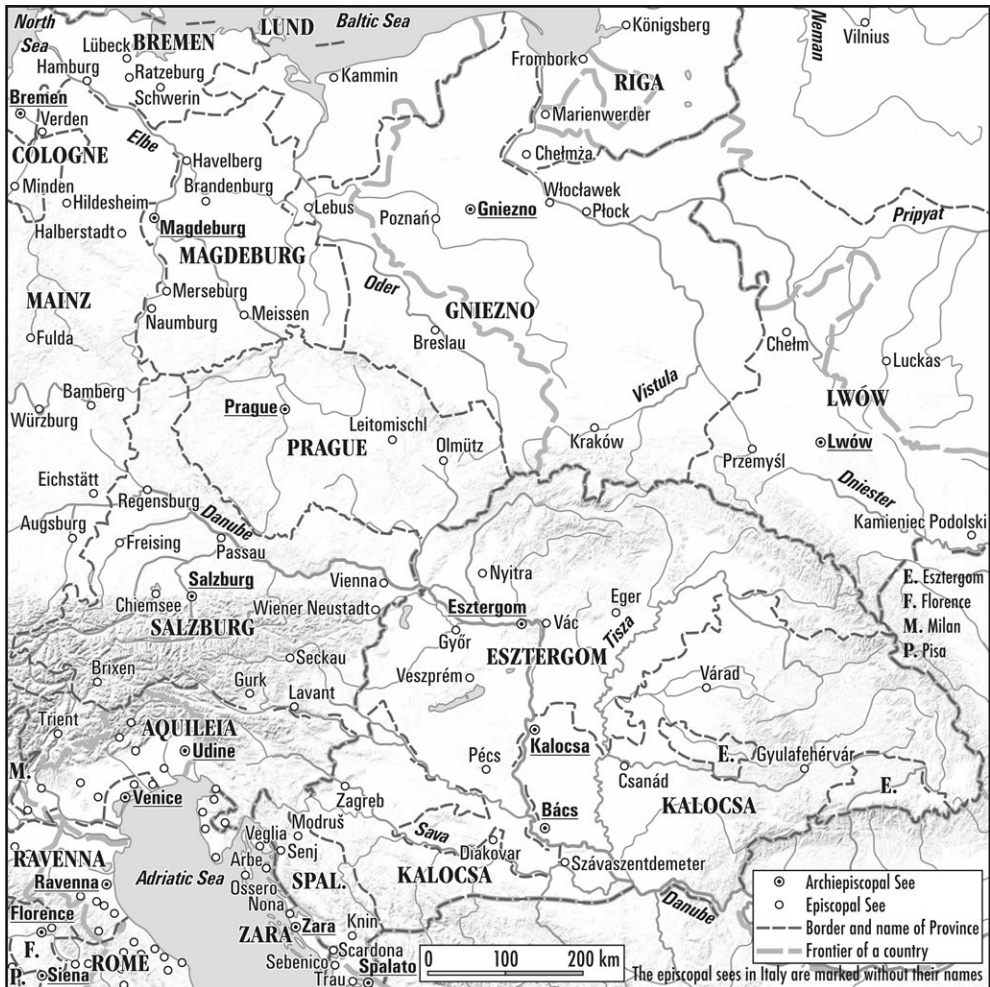 North
Sea
BREMEN
LUND
Baltic Sea
Königsberg
Neman
Vilnius
Lübeck
Hamburg
Ratzeburg
Schwerin
Kammin
Frombork
RIGA
Bremen
Verden
Marienwerder
Elbe
COLOGNE
Havelberg
Chełmża
Minden
Brandenburg
Hildesheim
Lebus
Włocławek
Poznań
Gniezno
Płock
Pripyat
Magdeburg
Halberstadt
MAGDEBURG
Oder
MAINZ
Merseburg
GNIEZNO
Naumburg
Meissen
Fulda
Breslau
Chełm
Luckas
Bamberg
Vistula
LWÓW
Würzburg
Prague
Leitomischl
PRAGUE
Kraków
Lwów
Olmütz
Przemyśl
Eichstätt
Regensburg
Dniester
Augsburg
Danube
Kamieniec Podolski
Freising
Passau
Nyitra
Vienna
Salzburg
Chiemsee
Wiener Neustadt
Esztergom
Vác
Eger
Tisza
SALZBURG
Győr
ESZTERGOM
E. Esztergom
F. Florence
M. Milan
P. Pisa
Seckau
Brixen
Gurk
Veszprém
Várad
Lavant
Trient
AQUILEIA
Udine
Kalocsa
M.
E.
Gyulafehérvár
Pécs
Csanád
E.
Venice
Zagreb
KALOCSA
Modruš
Bács
Veglia
Senj
Sava
RAVENNA
Arbe
Diákovar
Szávaszentdemeter
Ravenna
Adriatic Sea
Ossero
SPAL.
KALOCSA
Nona
Danube
Florence
Zara
Knin
ZARA
Scardona
F.
ROME
Sebenico
Spalato
P.
Siena
Trau
0 100 200 km
Archiepiscopal See
Episcopal See
Border and name of Province
Frontier of a country
The episcopal sees in Italy are marked without their names